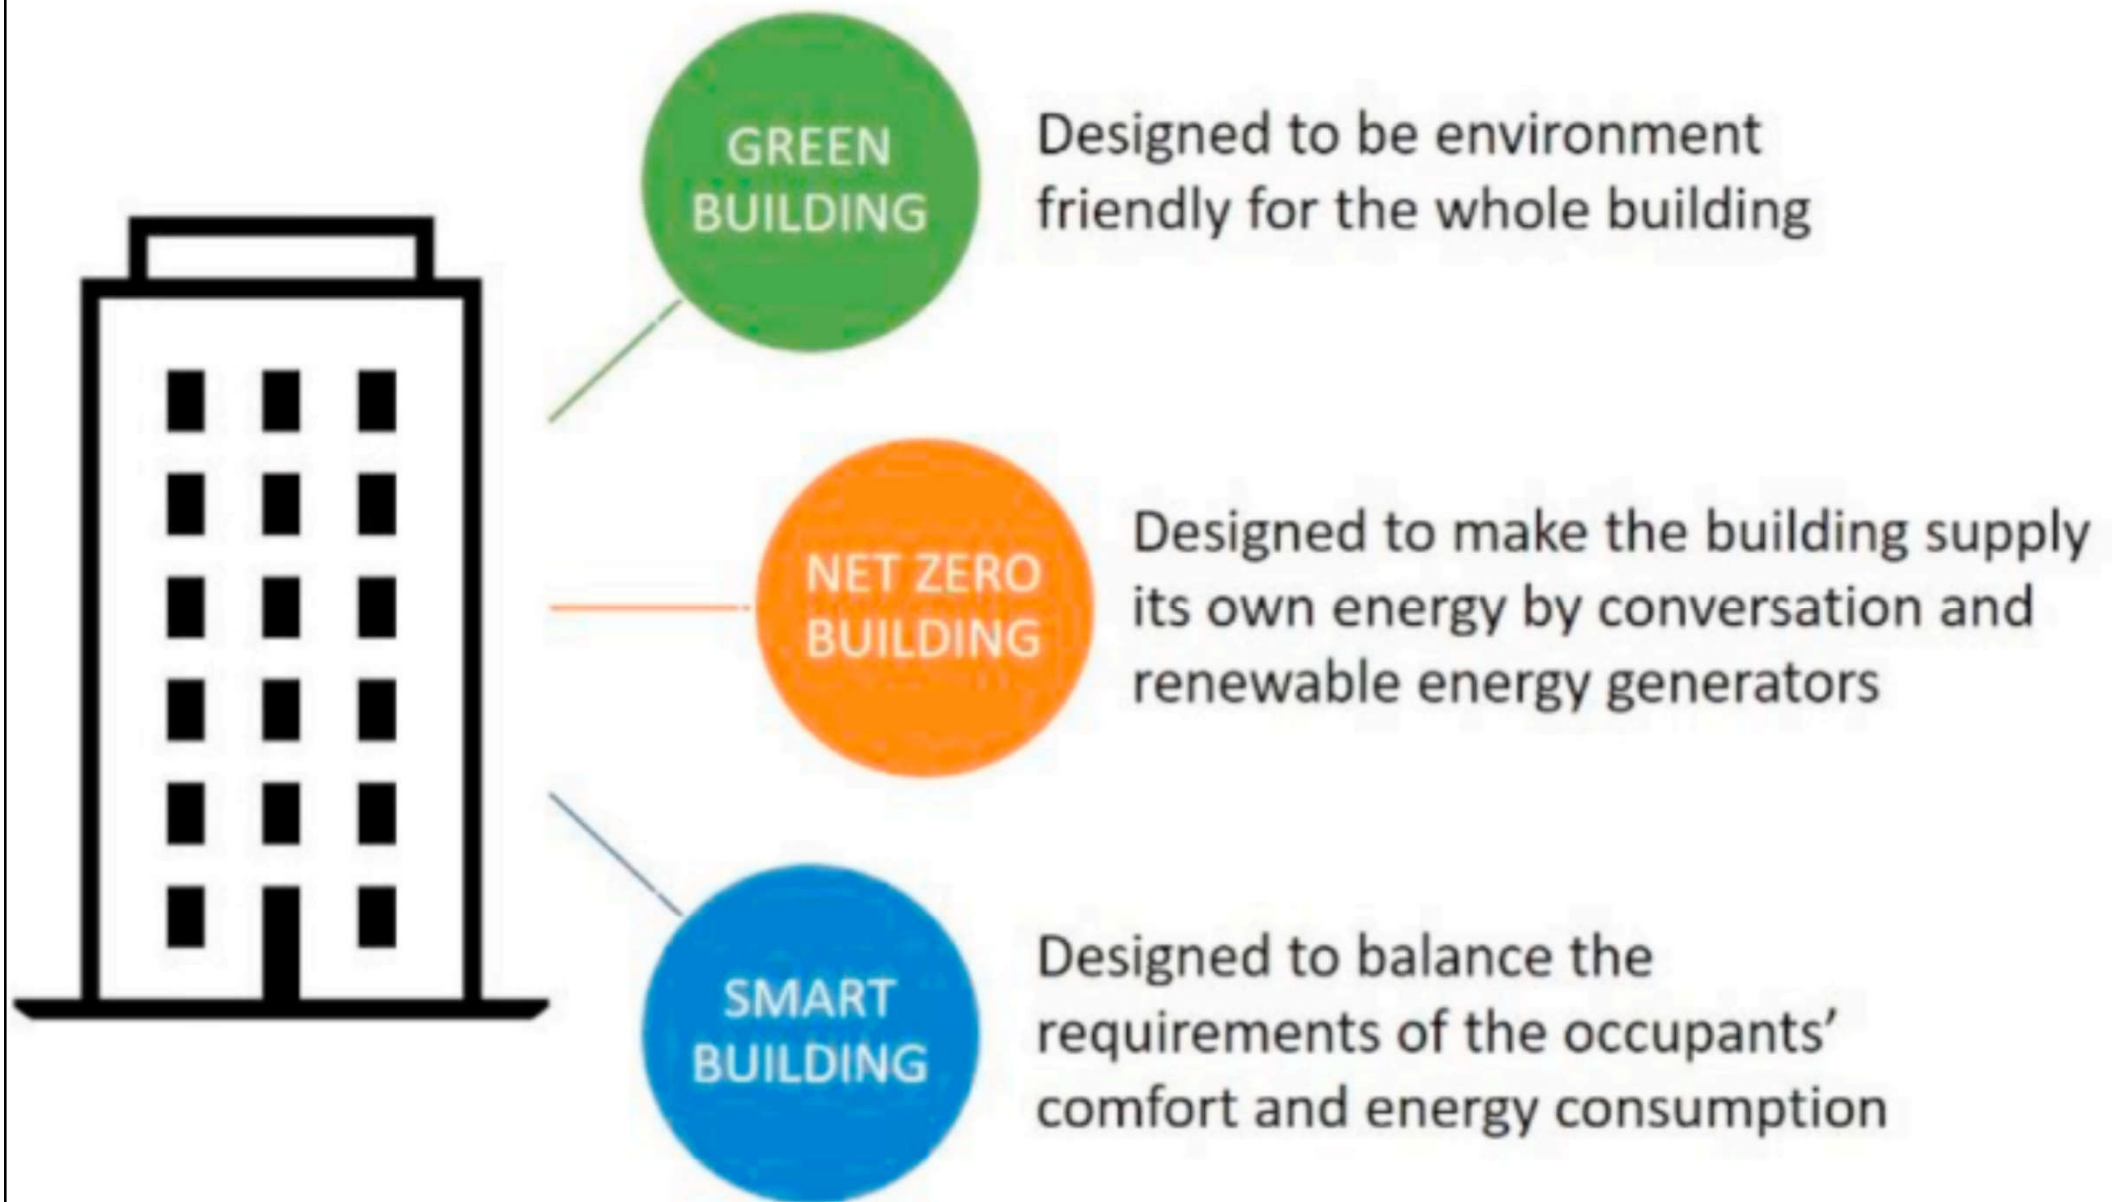 GREEN
BUILDING
Designed to be environment
friendly for the whole building
NET ZERO
BUILDING
Designed to make the building supply
its own energy by conversation and
renewable energy generators
SMART
BUILDING
Designed to balance the
requirements of the occupants’
comfort and energy consumption